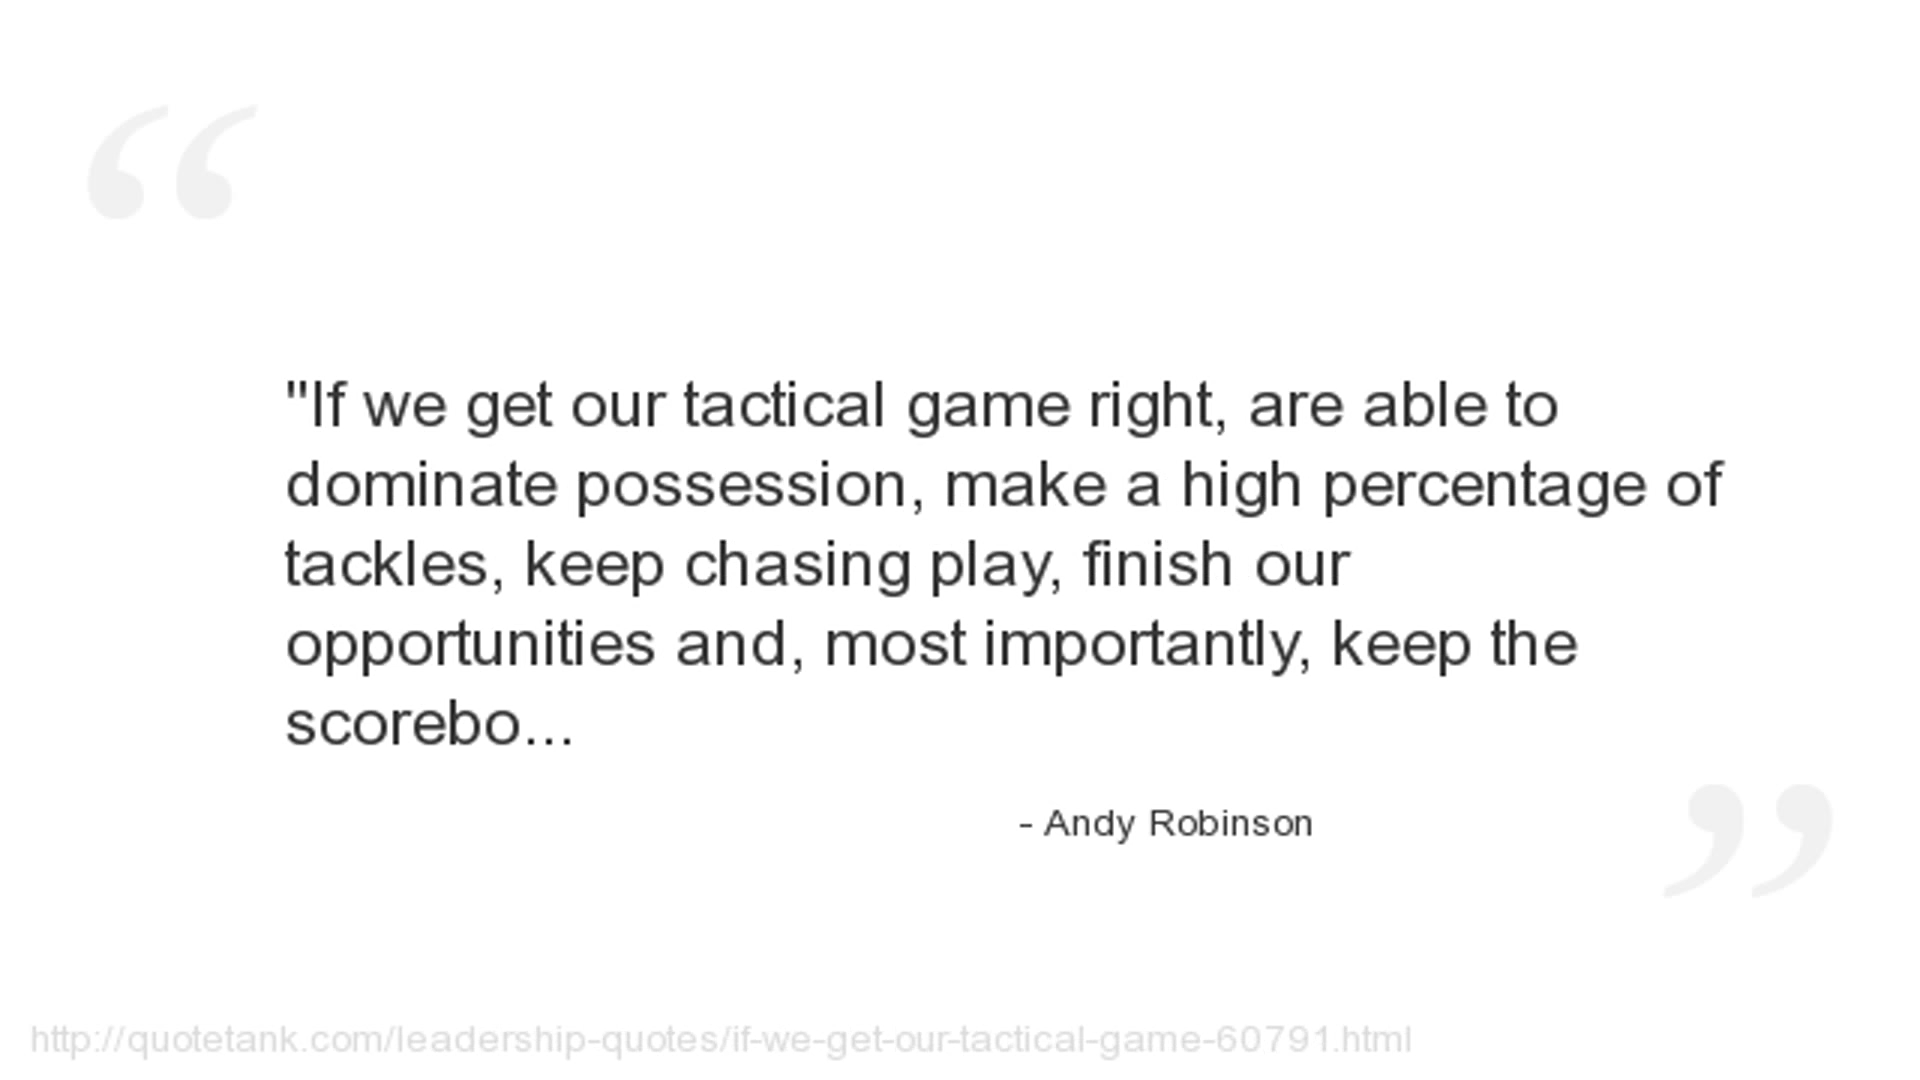 "If we get our tactical game right, are able to
dominate possession, make a high percentage of
tackles, keep chasing play, finish our
opportunities and, most importantly, keep the
scorebo...
- Andy Robinson
http://quotetank.com/leadership-quotes/if-we-get-our-tactical-game-60791.html